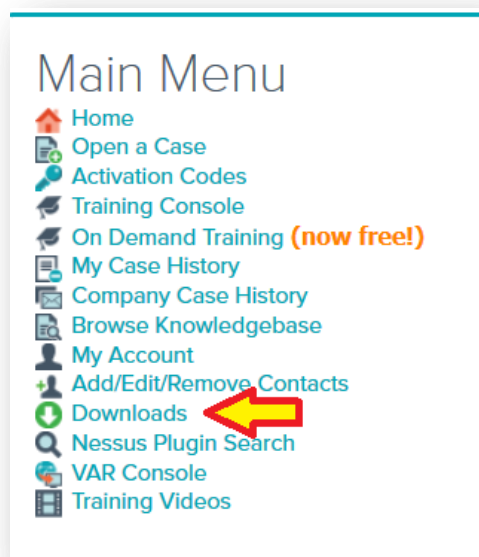 Main Menu
Home
Open a Case
Activation Codes
Training Console
On Demand Training (now free!)
My Case History
Company Case History
Browse Knowledgebase
My Account
Add/Edit/Remove Contacts
Downloads
Nessus Plugin Search
VAR Console
Training Videos